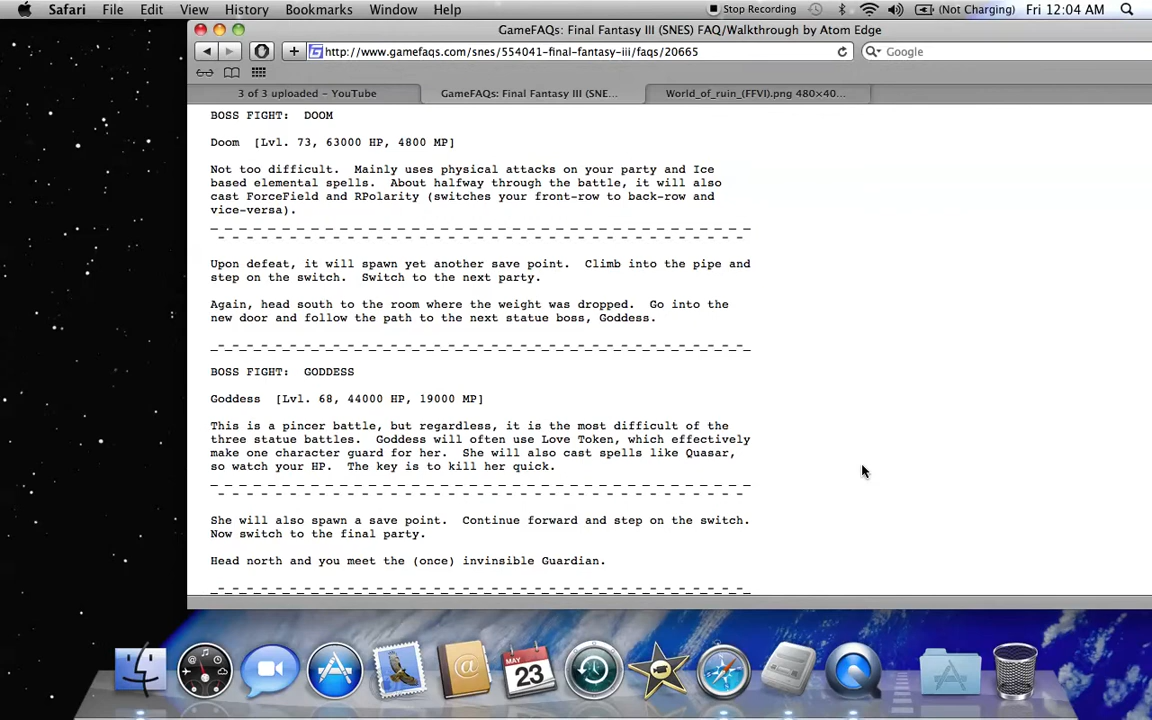 Safari File Edit View History Bookmarks Window Help Stop Recording (Not Charging) Fri 12:04 AM
GameFAQs: Final Fantasy III (SNES) FAQ/Walkthrough by Atom Edge
http://www.gamefaqs.com/snes/554041-final-fantasy-iii/faqs/20665 Google
3 of 3 uploaded – YouTube GameFAQs: Final Fantasy III (SNE... World_of_ruin_(FFVI).png 480×40...
BOSS FIGHT: DOOM
Doom [Lvl. 73, 63000 HP, 4800 MP]
Not too difficult. Mainly uses physical attacks on your party and Ice
based elemental spells. About halfway through the battle, it will also
cast ForceField and RPolarity (switches your front-row to back-row and
vice-versa).
Upon defeat, it will spawn yet another save point. Climb into the pipe and
step on the switch. Switch to the next party.
Again, head south to the room where the weight was dropped. Go into the
new door and follow the path to the next statue boss, Goddess.
BOSS FIGHT: GODDESS
Goddess [Lvl. 68, 44000 HP, 19000 MP]
This is a pincer battle, but regardless, it is the most difficult of the
three statue battles. Goddess will often use Love Token, which effectively
make one character guard for her. She will also cast spells like Quasar,
so watch your HP. The key is to kill her quick.
She will also spawn a save point. Continue forward and step on the switch.
Now switch to the final party.
Head north and you meet the (once) invinsible Guardian.
MAY
23